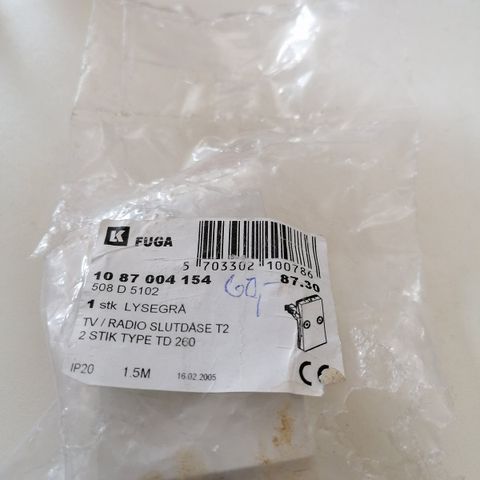 K FUGA
5 703302 100786
10 87 004 154
87.30
508 D 5102
60,-
1 stk LYSEGRÅ
TV / RADIO SLUTDÅSE T2
2 STIK TYPE TD 260
IP20 1.5M 16.02.2005
CE